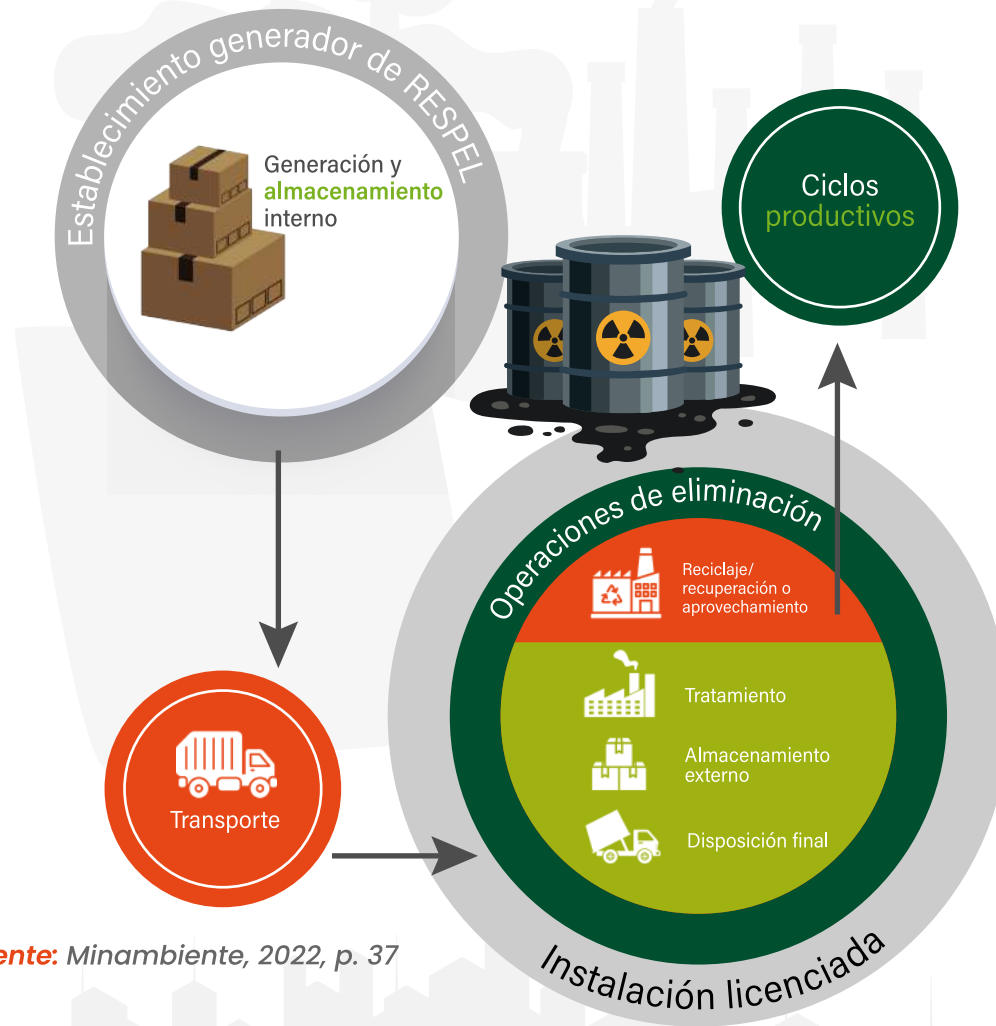 Establecimiento generador de RESPEL
Generación y
almacenamiento
interno
Ciclos
productivos
Operaciones de eliminación
Reciclaje/
recuperación o
aprovechamiento
Tratamiento
Almacenamiento
externo
Disposición final
Transporte
Instalación licenciada
ente: Minambiente, 2022, p. 37